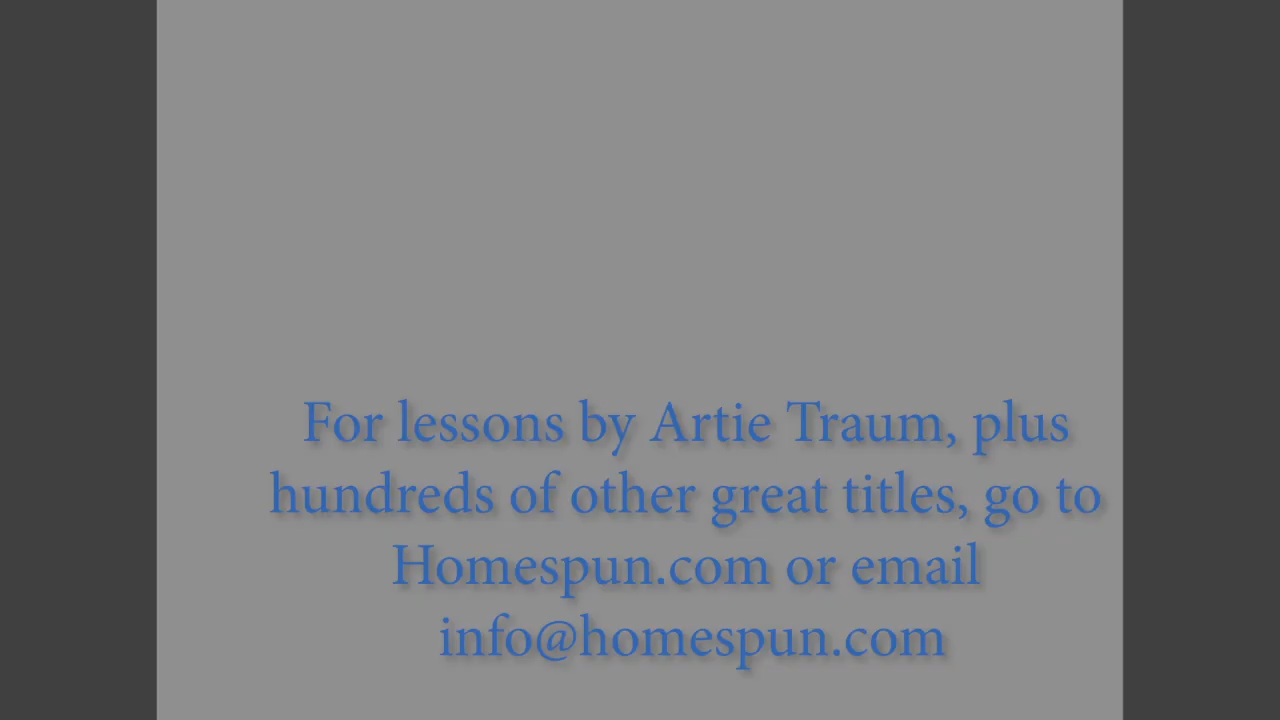 For lessons by Artie Traum, plus
hundreds of other great titles, go to
Homespun.com or email
info@homespun.com